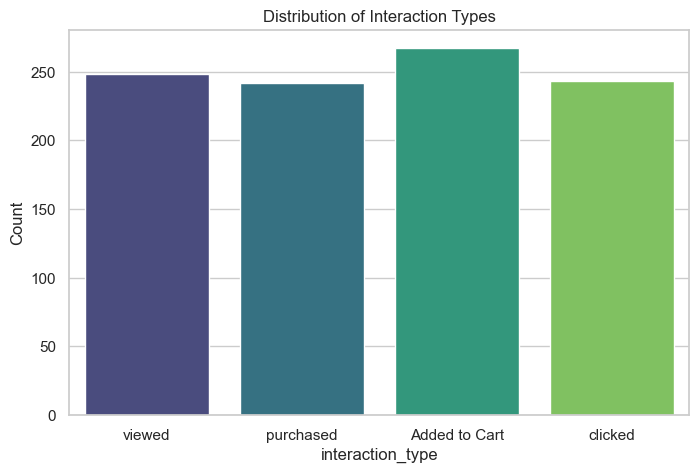 Distribution of Interaction Types
Count
250
200
150
100
50
0
viewed purchased Added to Cart clicked
interaction_type